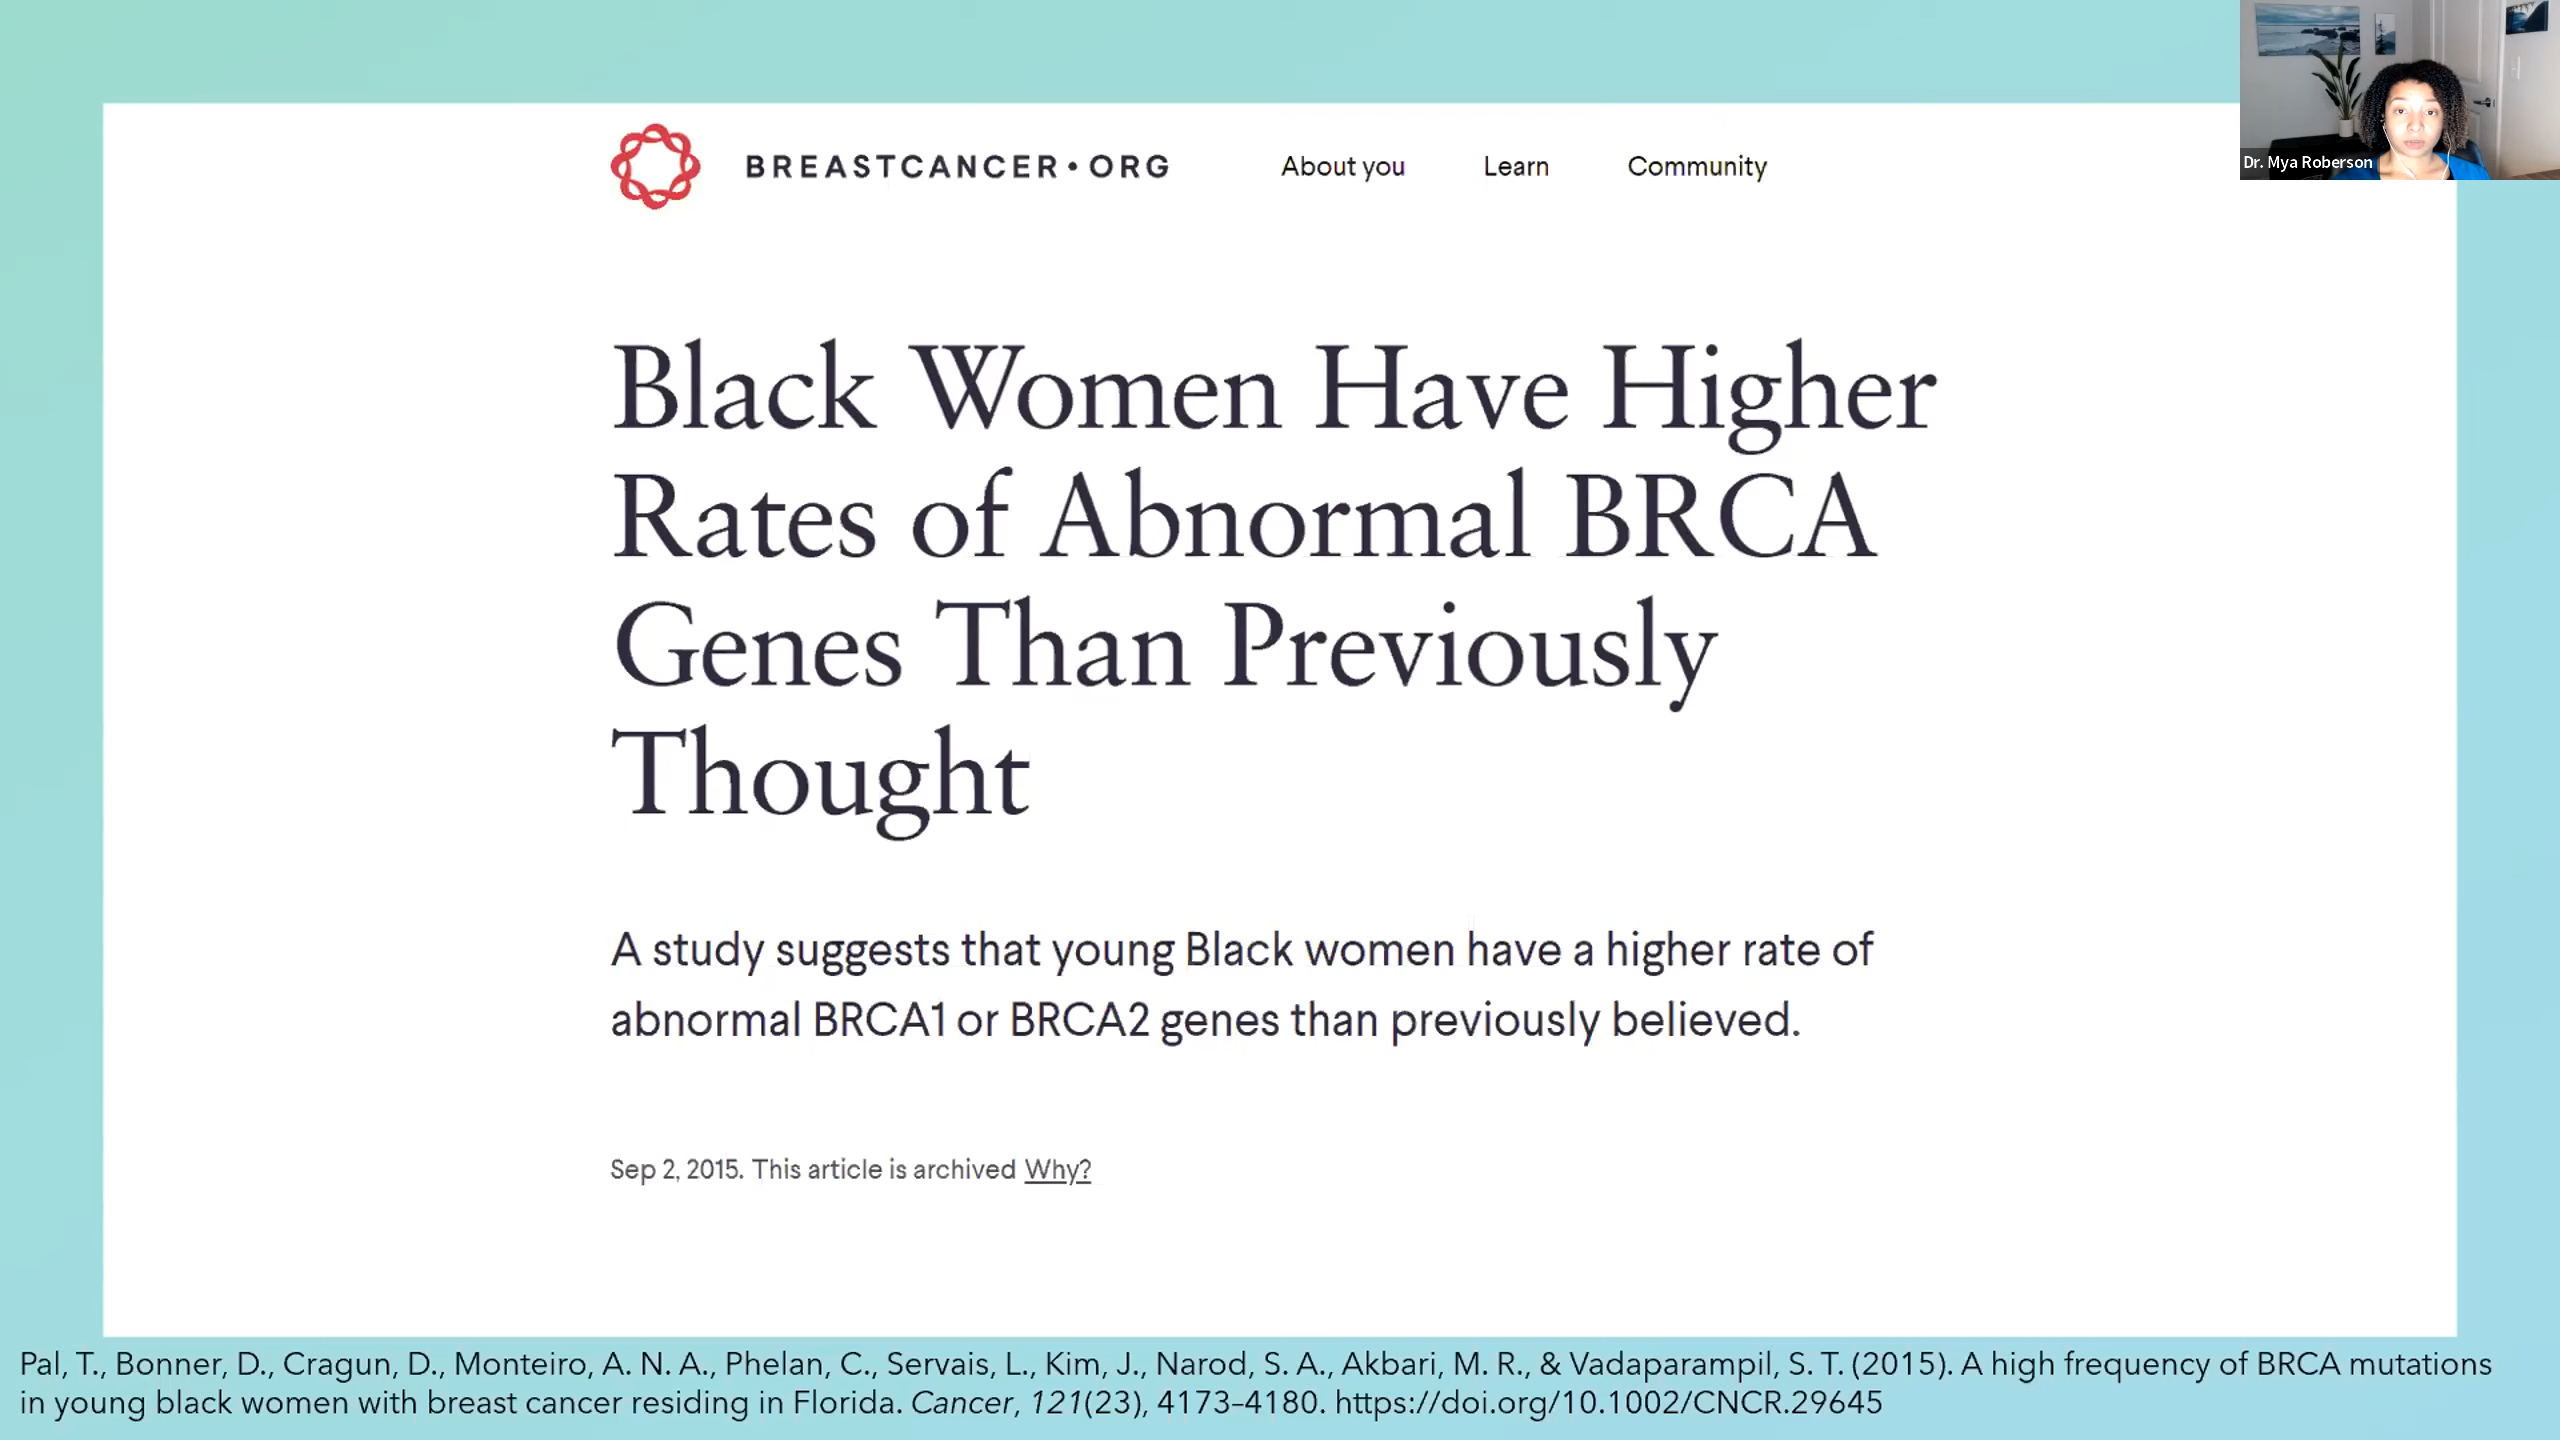 BREASTCANCER•ORG
About you
Learn
Community
Dr. Mya Roberson
Black Women Have Higher
Rates of Abnormal BRCA
Genes Than Previously
Thought
A study suggests that young Black women have a higher rate of
abnormal BRCA1 or BRCA2 genes than previously believed.
Sep 2, 2015. This article is archived Why?
Pal, T., Bonner, D., Cragun, D., Monteiro, A. N. A., Phelan, C., Servais, L., Kim, J., Narod, S. A., Akbari, M. R., & Vadaparampil, S. T. (2015). A high frequency of BRCA mutations
in young black women with breast cancer residing in Florida. Cancer, 121(23), 4173–4180. https://doi.org/10.1002/CNCR.29645